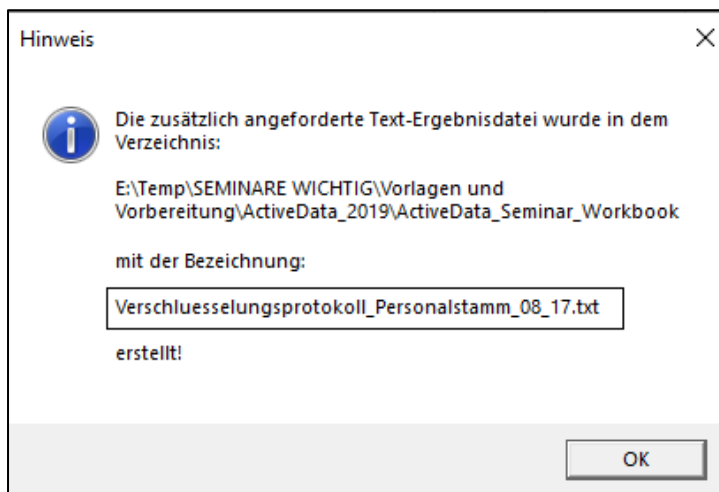 Hinweis
Die zusätzlich angeforderte Text-Ergebnisdatei wurde in dem
Verzeichnis:
E:\Temp\SEMINARE WICHTIG\Vorlagen und
Vorbereitung\ActiveData_2019\ActiveData_Seminar_Workbook
mit der Bezeichnung:
Verschluesselungsprotokoll_Personalstamm_08_17.txt
erstellt!
OK